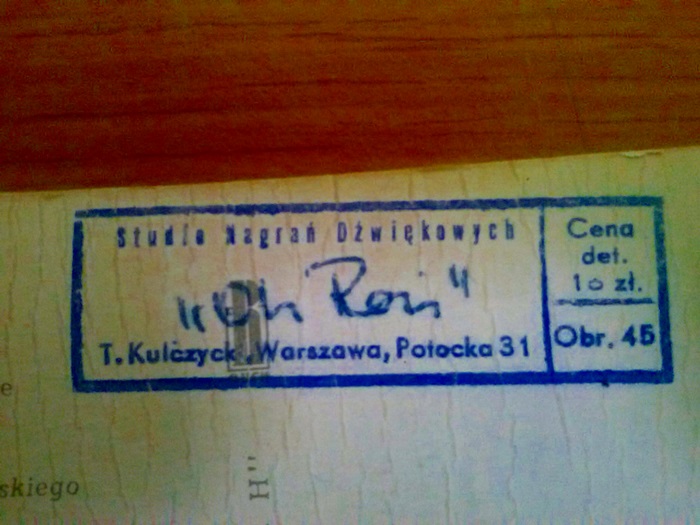 Studio Nagrań Dźwiękowych
T. Kulczyck Warszawa, Potocka 31
Cena
det.
10 zł.
Obr. 45
e
skiego
H"